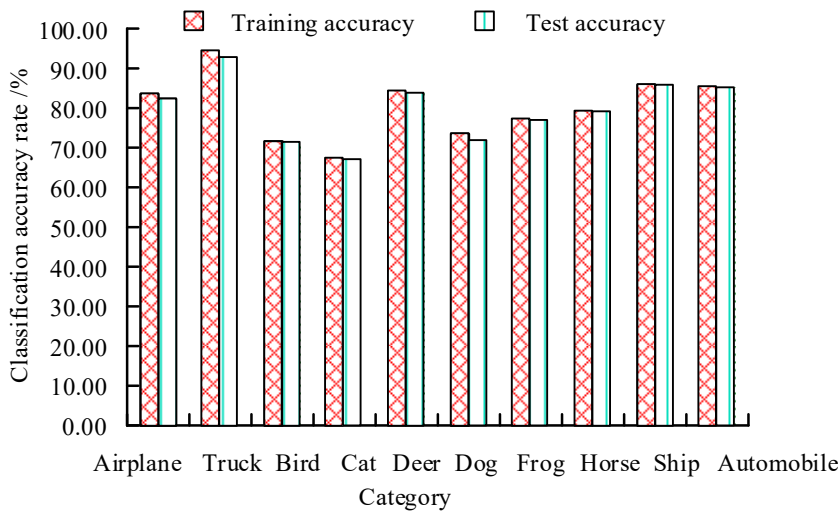 Training accuracy Test accuracy
Classification accuracy rate /%
100.00
90.00
80.00
70.00
60.00
50.00
40.00
30.00
20.00
10.00
0.00
Airplane Truck Bird Cat Deer Dog Frog Horse Ship Automobile
Category